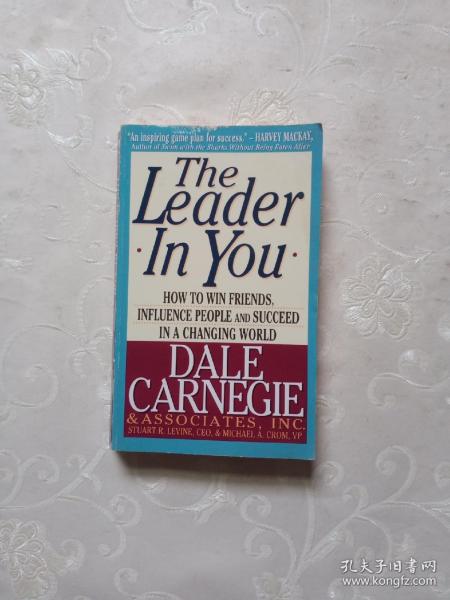 "An inspiring game plan for success." – HARVEY MACKAY,
Author of Swim with the Sharks Without Being Eaten Alive
The
Leader
· In You ·
HOW TO WIN FRIENDS,
INFLUENCE PEOPLE AND SUCCEED
IN A CHANGING WORLD
DALE
CARNEGIE
& ASSOCIATES, INC.
STUART R. LEVINE, CEO, & MICHAEL A. CROM, VP
孔夫子旧书网
www.kongfz.com